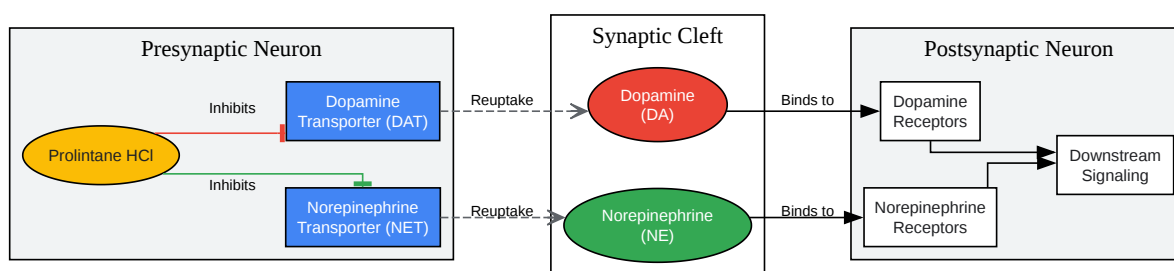 Presynaptic Neuron
Synaptic Cleft
Postsynaptic Neuron
Prolintane HCl
Inhibits
Inhibits
Dopamine
Transporter (DAT)
Norepinephrine
Transporter (NET)
Reuptake
Reuptake
Dopamine
(DA)
Norepinephrine
(NE)
Binds to
Binds to
Dopamine
Receptors
Norepinephrine
Receptors
Downstream
Signaling